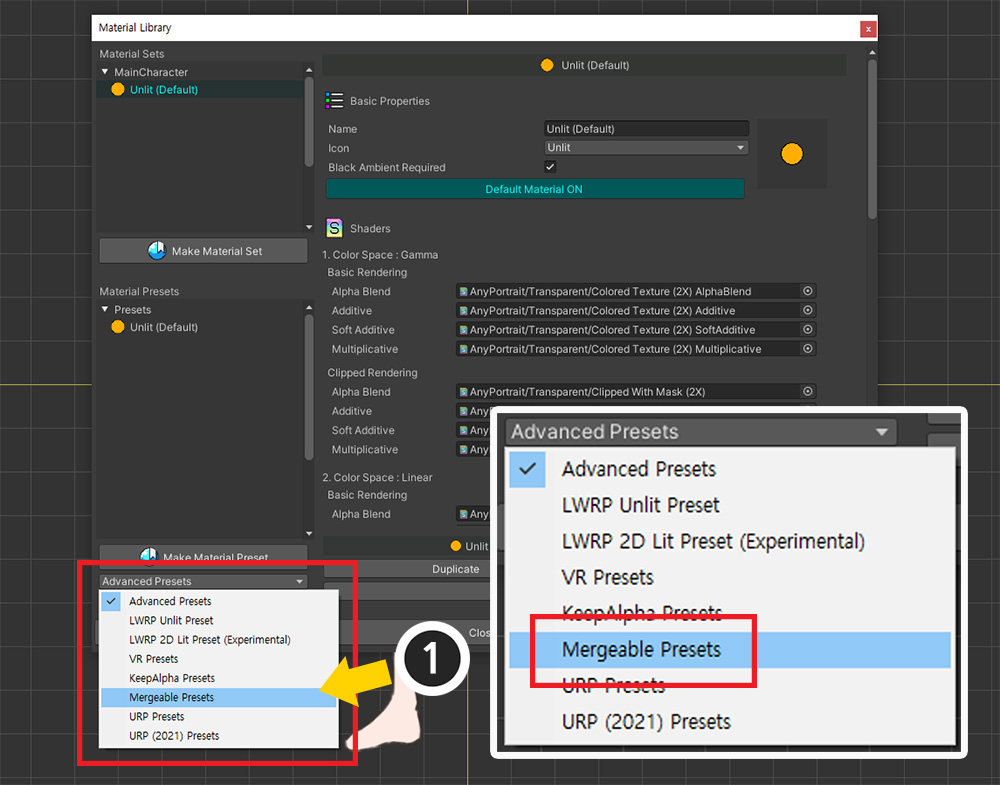 Material Library
x
Material Sets
MainCharacter
Unlit (Default)
Make Material Set
Material Presets
Presets
Unlit (Default)
Make Material Preset
Advanced Presets
Advanced Presets
LWRP Unlit Preset
LWRP 2D Lit Preset (Experimental)
VR Presets
KeepAlpha Presets
Mergeable Presets
URP Presets
URP (2021) Presets
Unlit (Default)
Basic Properties
Name Unlit (Default)
Icon Unlit
Black Ambient Required
Default Material ON
S Shaders
1. Color Space : Gamma
Basic Rendering
Alpha Blend AnyPortrait/Transparent/Colored Texture (2X) AlphaBlend
Additive AnyPortrait/Transparent/Colored Texture (2X) Additive
Soft Additive AnyPortrait/Transparent/Colored Texture (2X) SoftAdditive
Multiplicative AnyPortrait/Transparent/Colored Texture (2X) Multiplicative
Clipped Rendering
Alpha Blend AnyPortrait/Transparent/Clipped With Mask (2X)
Additive Any
Soft Additive Any
Multiplicative Any
2. Color Space : Linear
Basic Rendering
Alpha Blend Any
Unlit
Duplicate
Clos
1
Advanced Presets
Advanced Presets
LWRP Unlit Preset
LWRP 2D Lit Preset (Experimental)
VR Presets
KeepAlpha Presets
Mergeable Presets
URP Presets
URP (2021) Presets